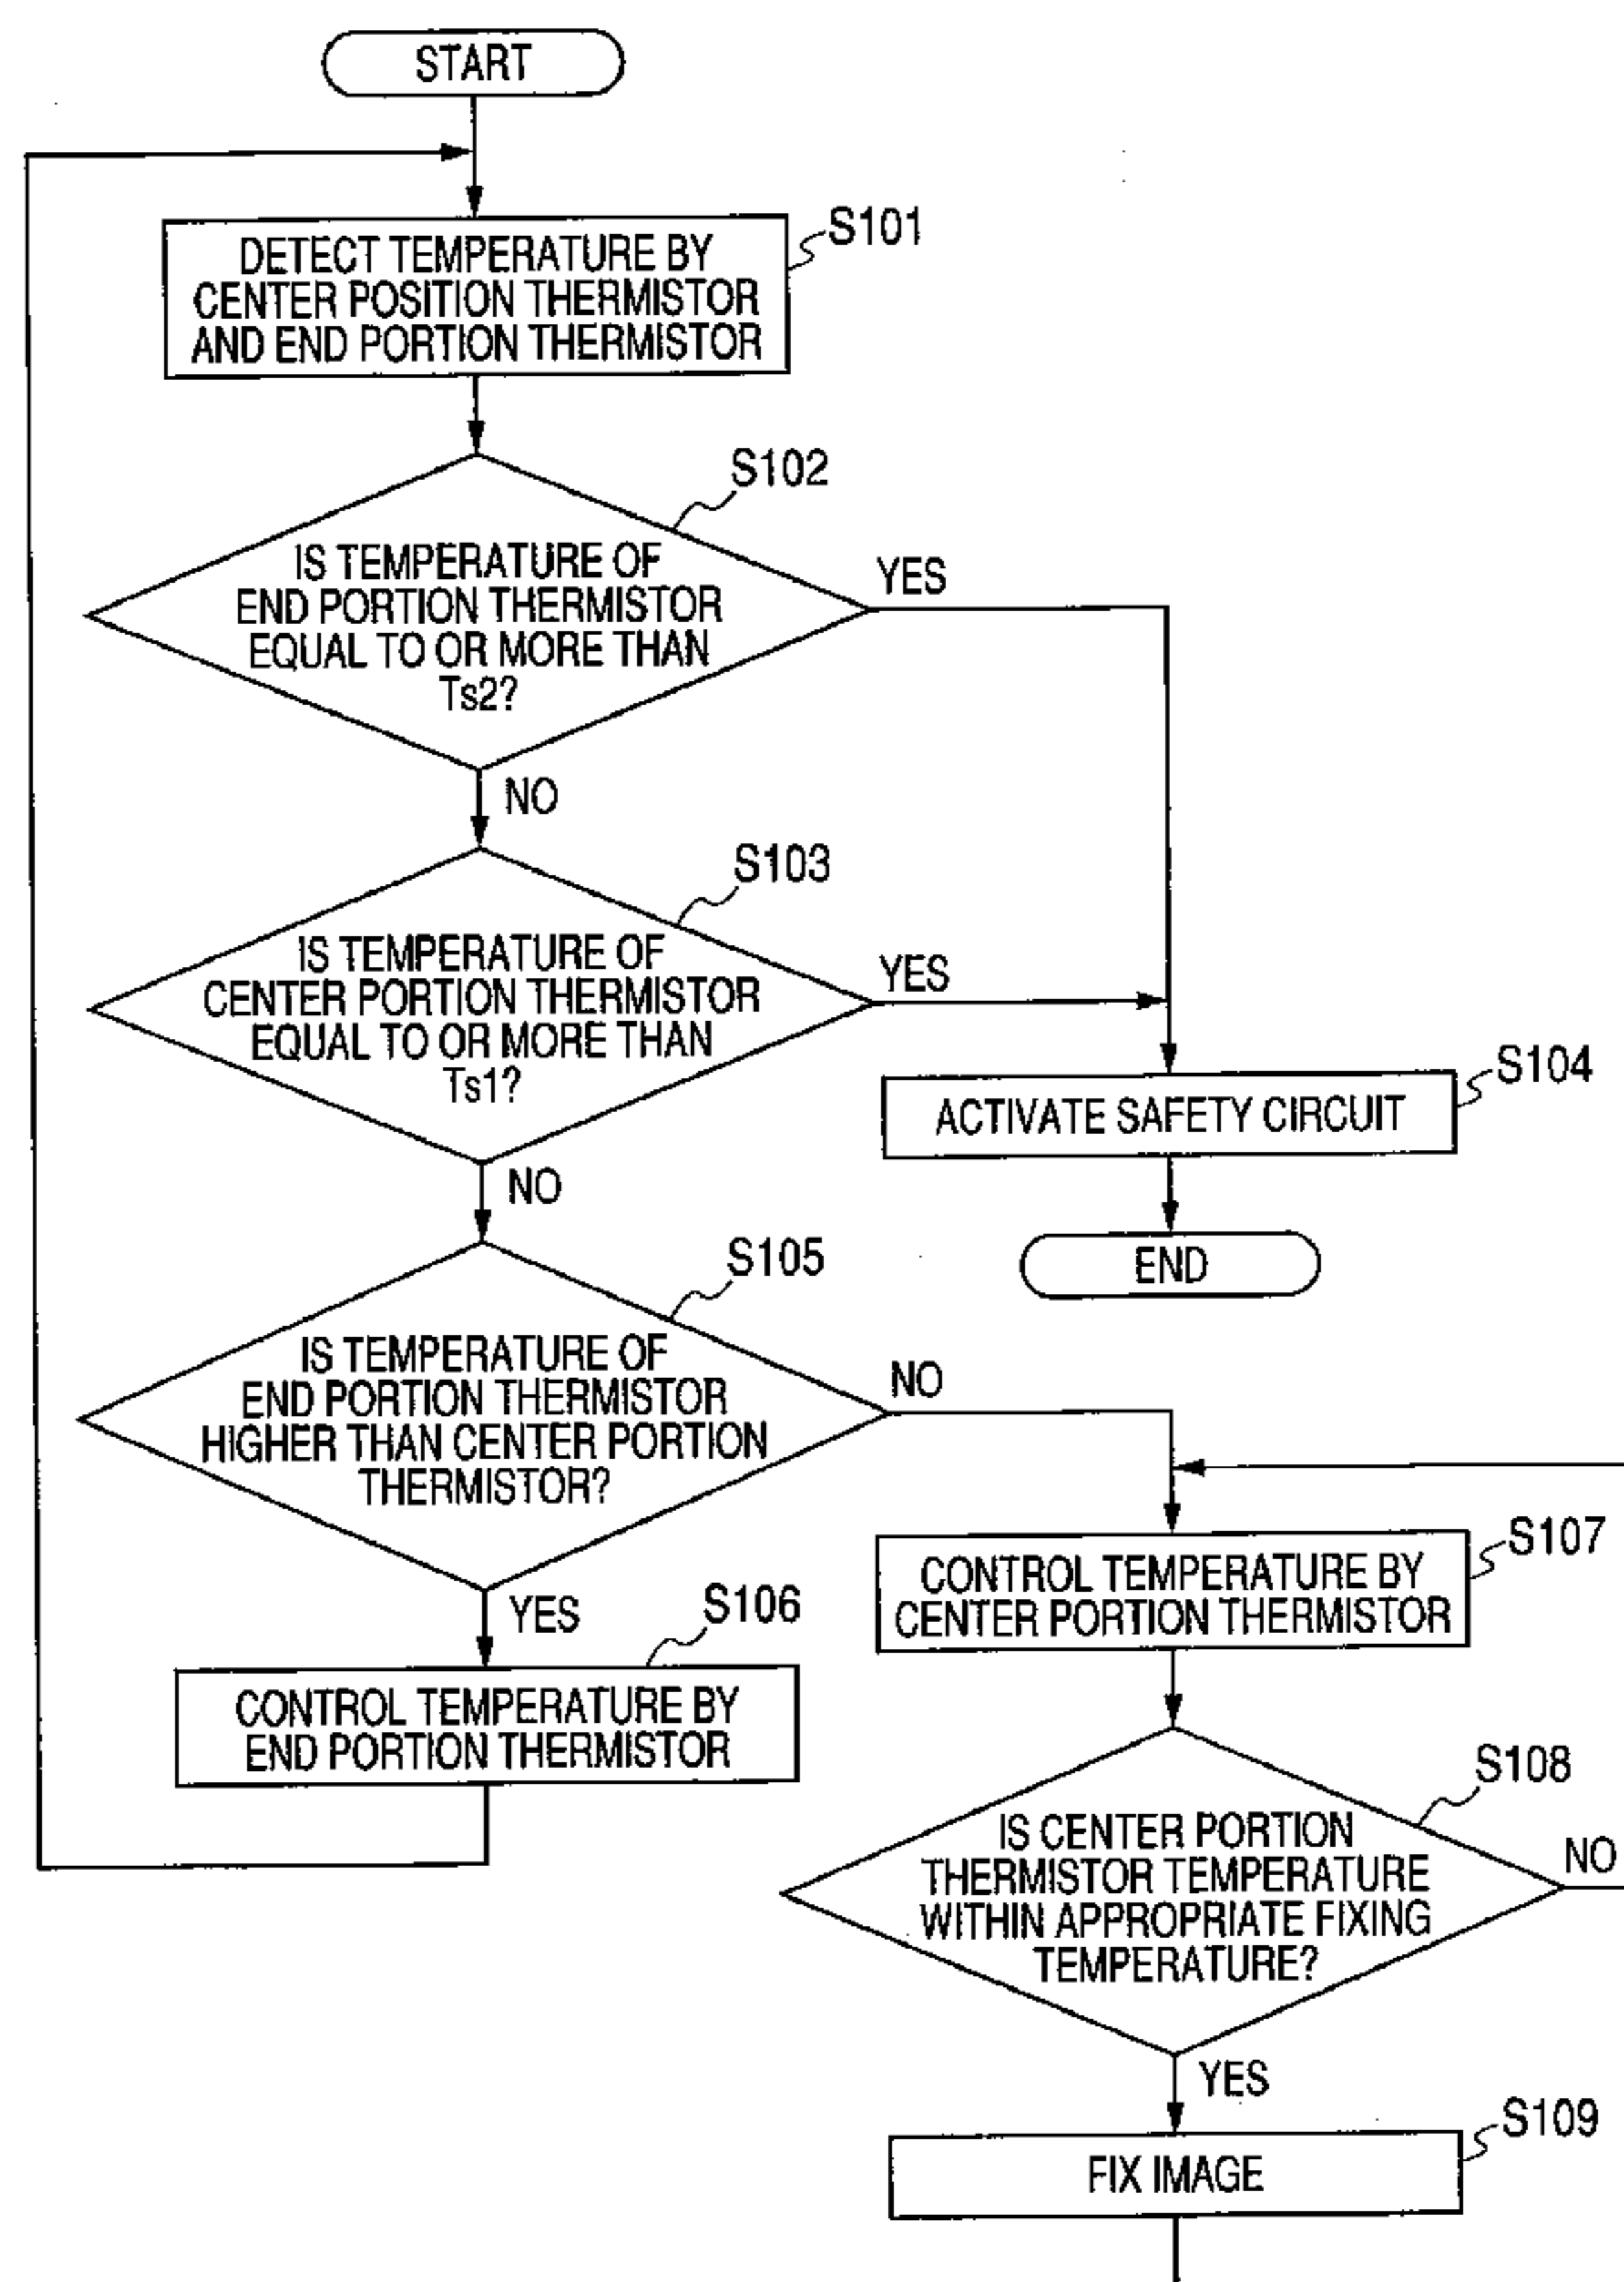 START
S101
DETECT TEMPERATURE BY
CENTER POSITION THERMISTOR
AND END PORTION THERMISTOR
S102
IS TEMPERATURE OF
END PORTION THERMISTOR
EQUAL TO OR MORE THAN
Ts2?
YES
NO
S103
IS TEMPERATURE OF
CENTER PORTION THERMISTOR
EQUAL TO OR MORE THAN
Ts1?
YES
NO
S104
ACTIVATE SAFETY CIRCUIT
END
S105
IS TEMPERATURE OF
END PORTION THERMISTOR
HIGHER THAN CENTER PORTION
THERMISTOR?
NO
YES
S106
CONTROL TEMPERATURE BY
END PORTION THERMISTOR
S107
CONTROL TEMPERATURE BY
CENTER PORTION THERMISTOR
S108
IS CENTER PORTION
THERMISTOR TEMPERATURE
WITHIN APPROPRIATE FIXING
TEMPERATURE?
NO
YES
S109
FIX IMAGE